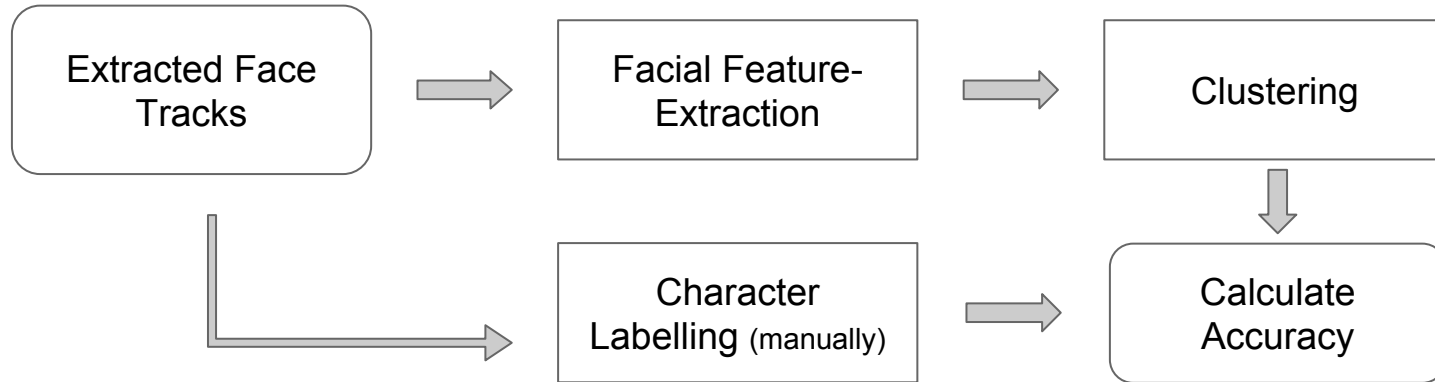 Extracted Face
Tracks
Facial Feature-
Extraction
Clustering
Character
Labelling (manually)
Calculate
Accuracy